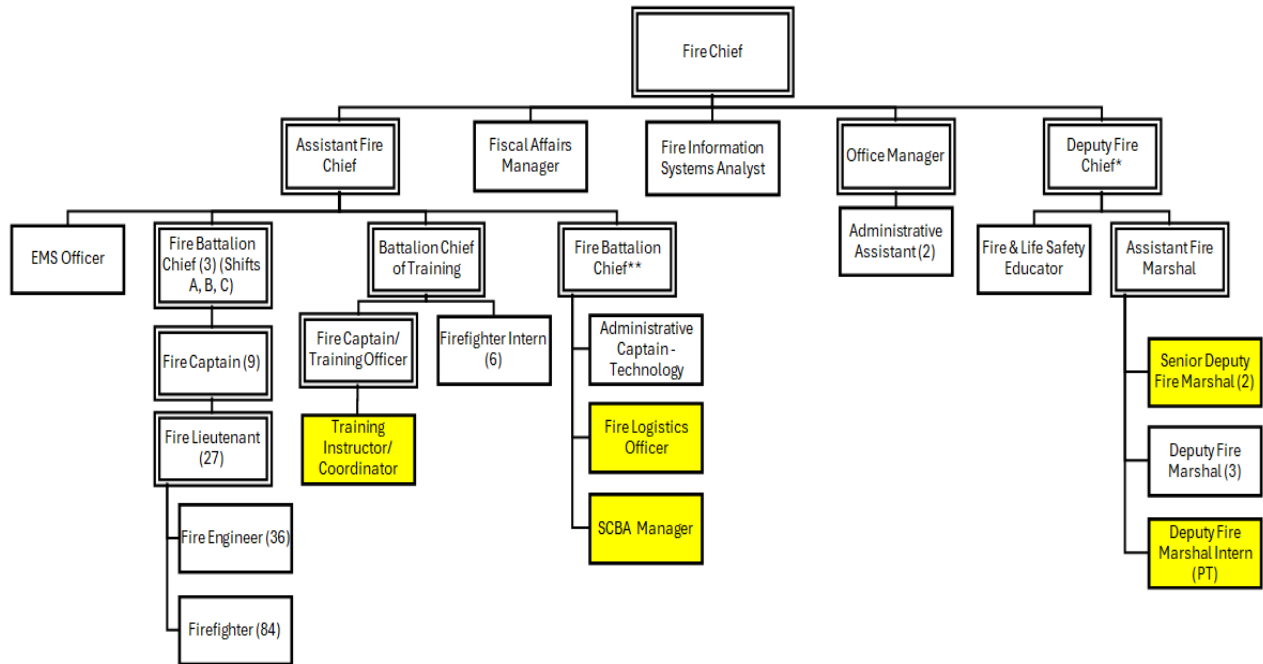 Fire Chief
Assistant Fire
Chief
Fiscal Affairs
Manager
Fire Information
Systems Analyst
Office Manager
Deputy Fire
Chief*
EMS Officer
Fire Battalion
Chief (3) (Shifts
A, B, C)
Battalion Chief
of Training
Fire Battalion
Chief**
Administrative
Assistant (2)
Fire & Life Safety
Educator
Assistant Fire
Marshal
Fire Captain (9)
Fire Captain/
Training Officer
Firefighter Intern
(6)
Administrative
Captain -
Technology
Senior Deputy
Fire Marshal (2)
Fire Lieutenant
(27)
Training
Instructor/
Coordinator
Fire Logistics
Officer
Deputy Fire
Marshal (3)
Fire Engineer (36)
SCBA Manager
Deputy Fire
Marshal Intern
(PT)
Firefighter (84)